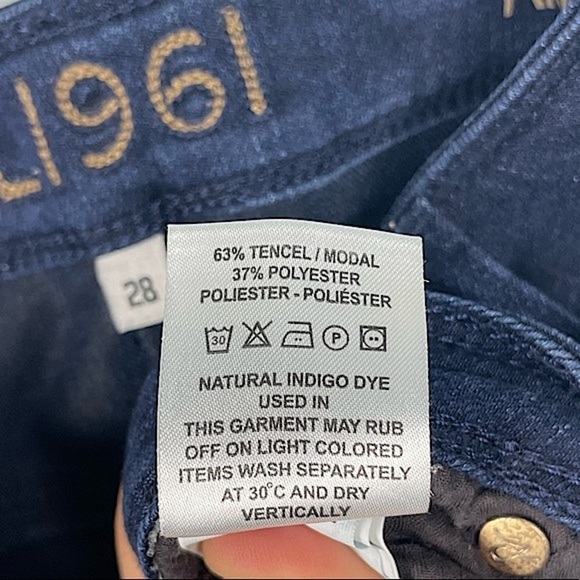 L1961
28
63% TENCEL / MODAL
37% POLYESTER
POLIESTER - POLIÉSTER
30
P
NATURAL INDIGO DYE
USED IN
THIS GARMENT MAY RUB
OFF ON LIGHT COLORED
ITEMS WASH SEPARATELY
AT 30°C AND DRY
VERTICALLY